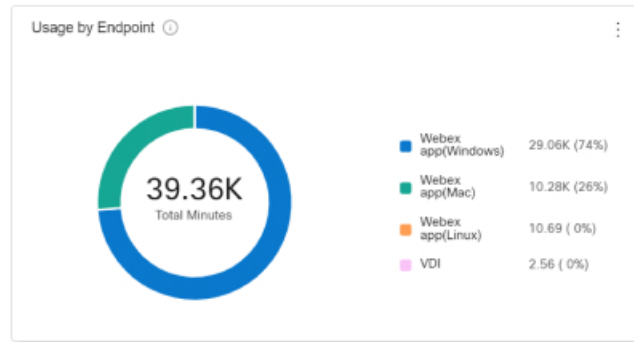 Usage by Endpoint
39.36K
Total Minutes
Webex
app(Windows) 29.06K (74%)
Webex
app(Mac) 10.28K (26%)
Webex
app(Linux) 10.69 ( 0%)
VDI 2.56 ( 0%)